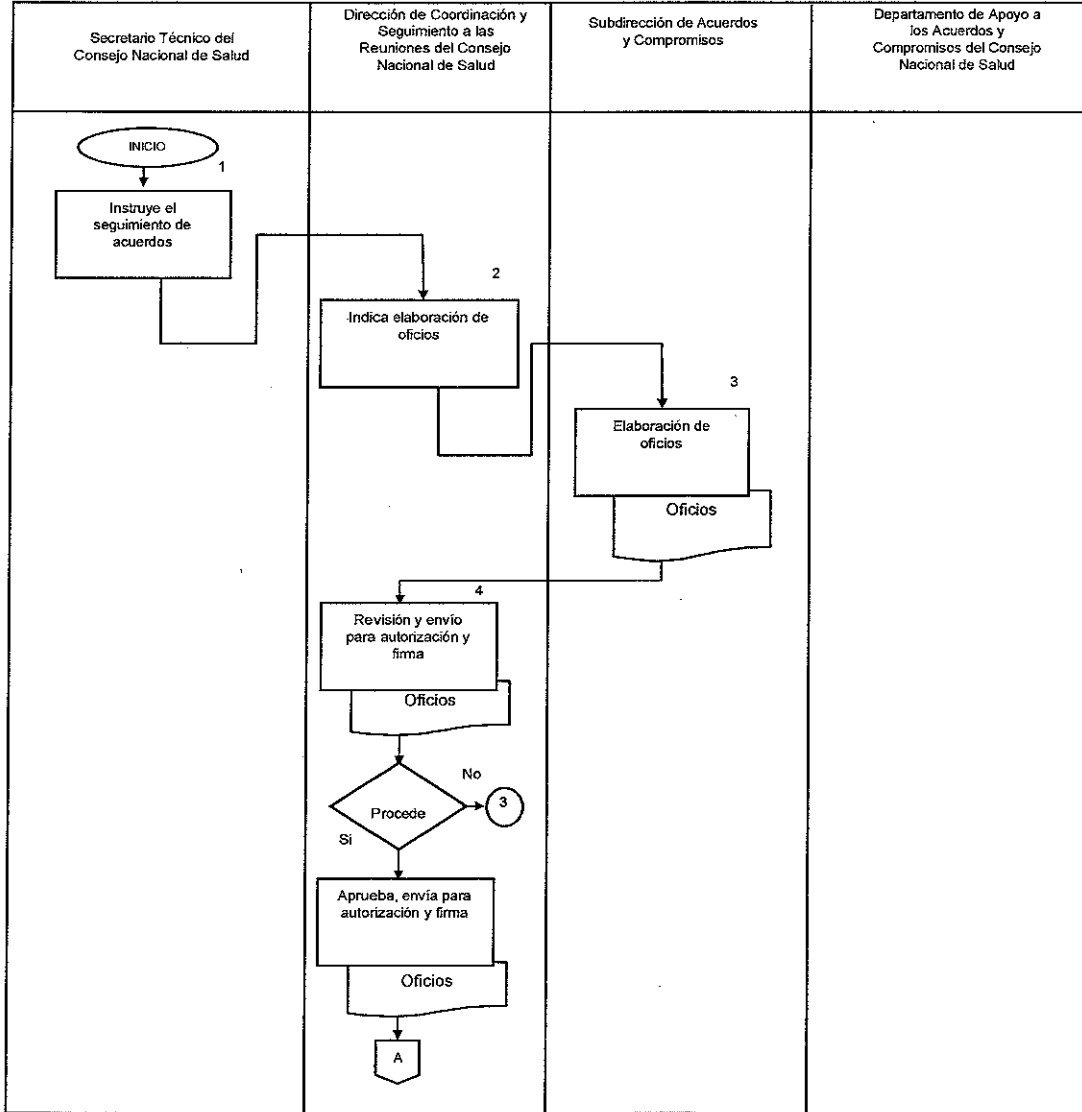 Secretario Técnico del
Consejo Nacional de Salud
Dirección de Coordinación y
Seguimiento a las
Reuniones del Consejo
Nacional de Salud
Subdirección de Acuerdos
y Compromisos
Departamento de Apoyo a
los Acuerdos y
Compromisos del Consejo
Nacional de Salud
INICIO
1
Instruye el
seguimiento de
acuerdos
2
Indica elaboración de
oficios
3
Elaboración de
oficios
Oficios
4
Revisión y envío
para autorización y
firma
Oficios
No
Procede
3
Si
Aprueba, envía para
autorización y firma
Oficios
A